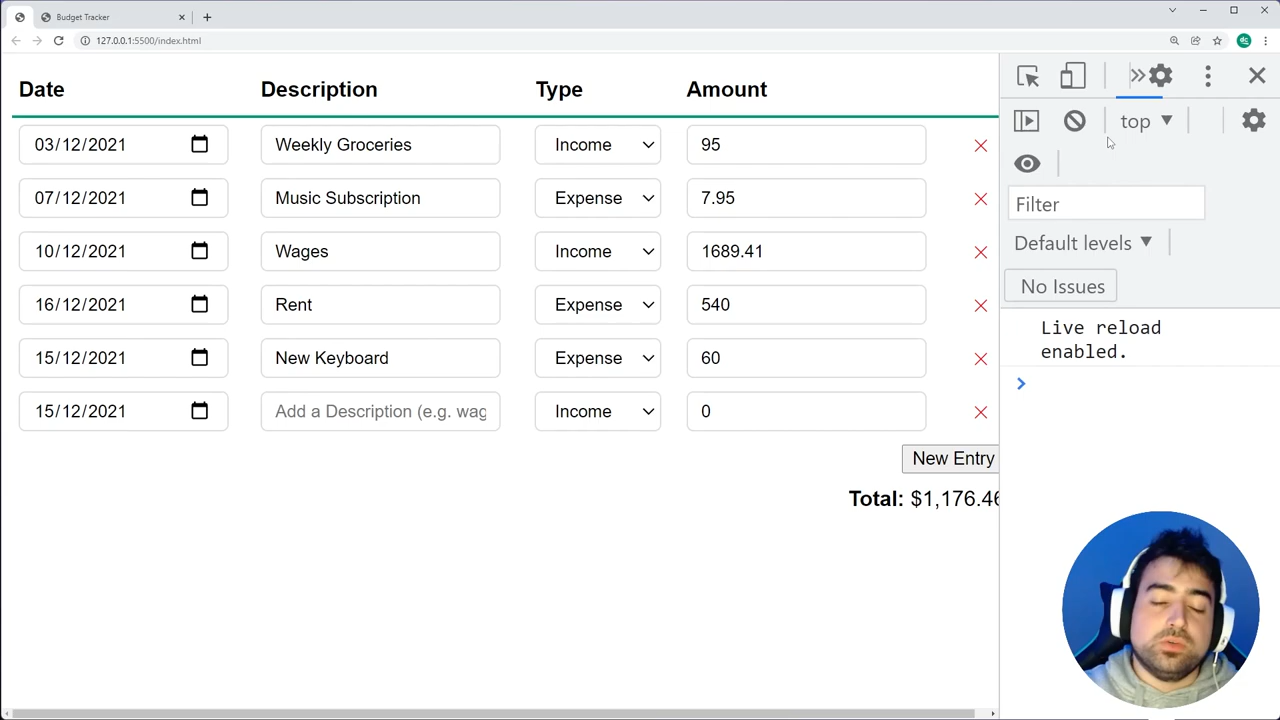 Budget Tracker
127.0.0.1:5500/index.html
Date Description Type Amount
03/12/2021 Weekly Groceries Income 95
07/12/2021 Music Subscription Expense 7.95
10/12/2021 Wages Income 1689.41
16/12/2021 Rent Expense 540
15/12/2021 New Keyboard Expense 60
15/12/2021 Add a Description (e.g. wag Income 0
New Entry
Total: $1,176.46
top
Filter
Default levels
No Issues
Live reload
enabled.